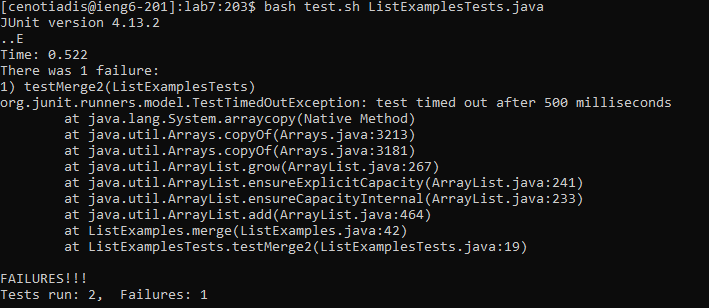 [cenotiadis@ieng6-201]:lab7:203$ bash test.sh ListExamplesTests.java
JUnit version 4.13.2
..E
Time: 0.522
There was 1 failure:
1) testMerge2(ListExamplesTests)
org.junit.runners.model.TestTimedOutException: test timed out after 500 milliseconds
        at java.lang.System.arraycopy(Native Method)
        at java.util.Arrays.copyOf(Arrays.java:3213)
        at java.util.Arrays.copyOf(Arrays.java:3181)
        at java.util.ArrayList.grow(ArrayList.java:267)
        at java.util.ArrayList.ensureExplicitCapacity(ArrayList.java:241)
        at java.util.ArrayList.ensureCapacityInternal(ArrayList.java:233)
        at java.util.ArrayList.add(ArrayList.java:464)
        at ListExamples.merge(ListExamples.java:42)
        at ListExamplesTests.testMerge2(ListExamplesTests.java:19)

FAILURES!!!
Tests run: 2,  Failures: 1